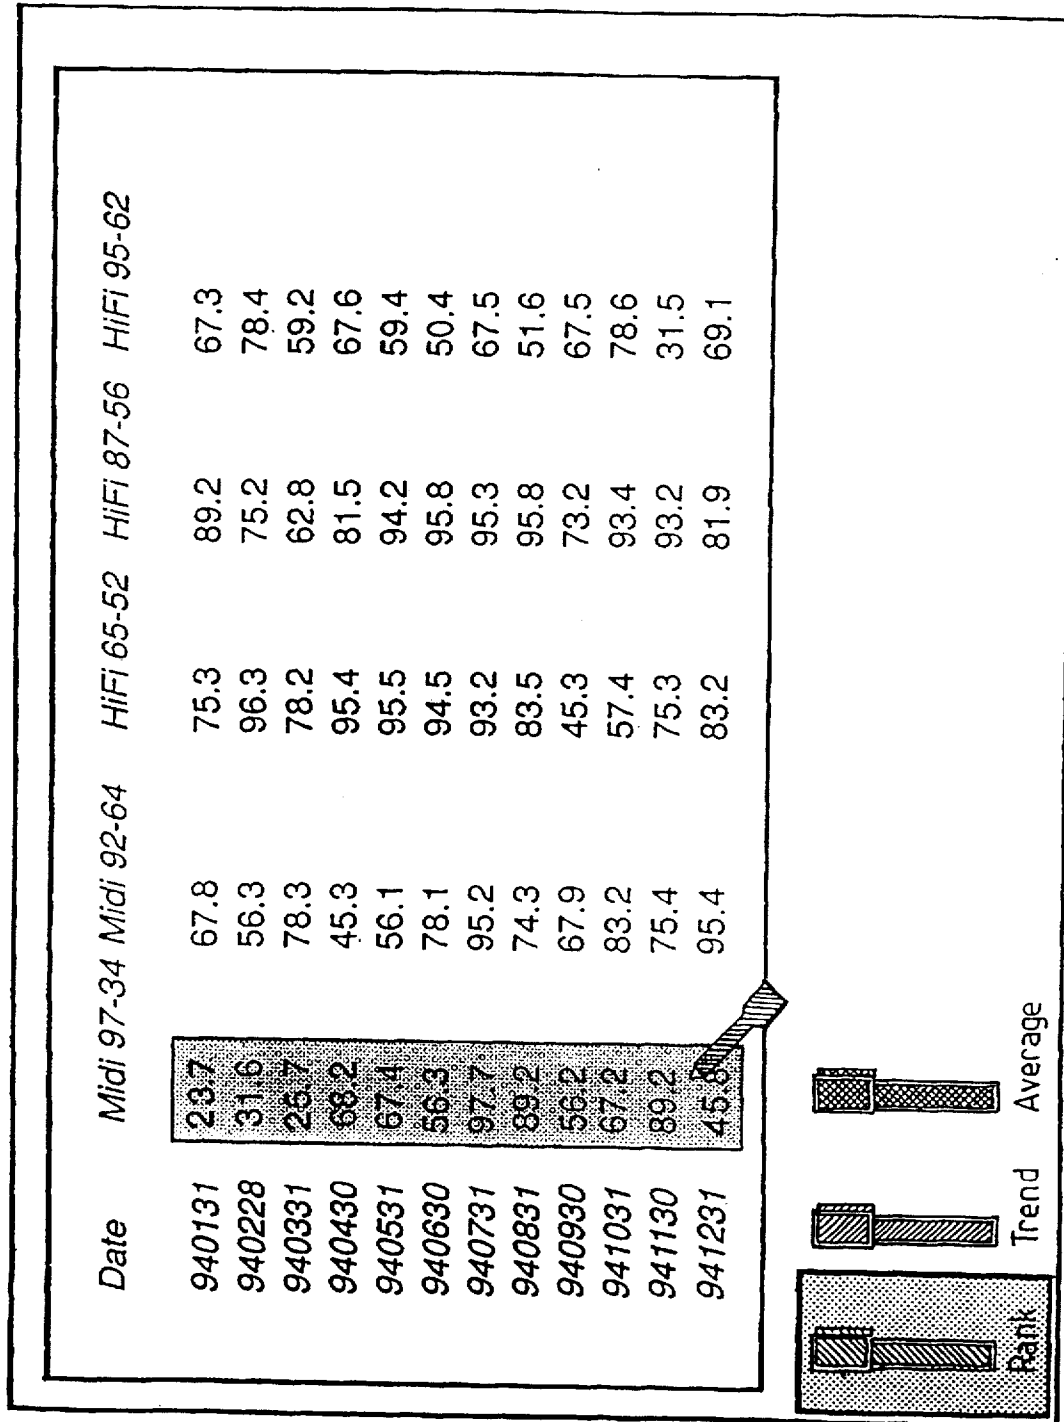 Date Midi 97-34 Midi 92-64 HiFi 65-52 HiFi 87-56 HiFi 95-62
940131 23.7 67.8 75.3 89.2 67.3
940228 31.6 56.3 96.3 75.2 78.4
940331 25.7 78.3 78.2 62.8 59.2
940430 68.2 45.3 95.4 81.5 67.6
940531 67.4 56.1 95.5 94.2 59.4
940630 56.3 78.1 94.5 95.8 50.4
940731 97.7 95.2 93.2 95.3 67.5
940831 89.2 74.3 83.5 95.8 51.6
940930 56.2 67.9 45.3 73.2 67.5
941031 67.2 83.2 57.4 93.4 78.6
941130 89.2 75.4 75.3 93.2 31.5
941231 45.8 95.4 83.2 81.9 69.1
Rank Trend Average